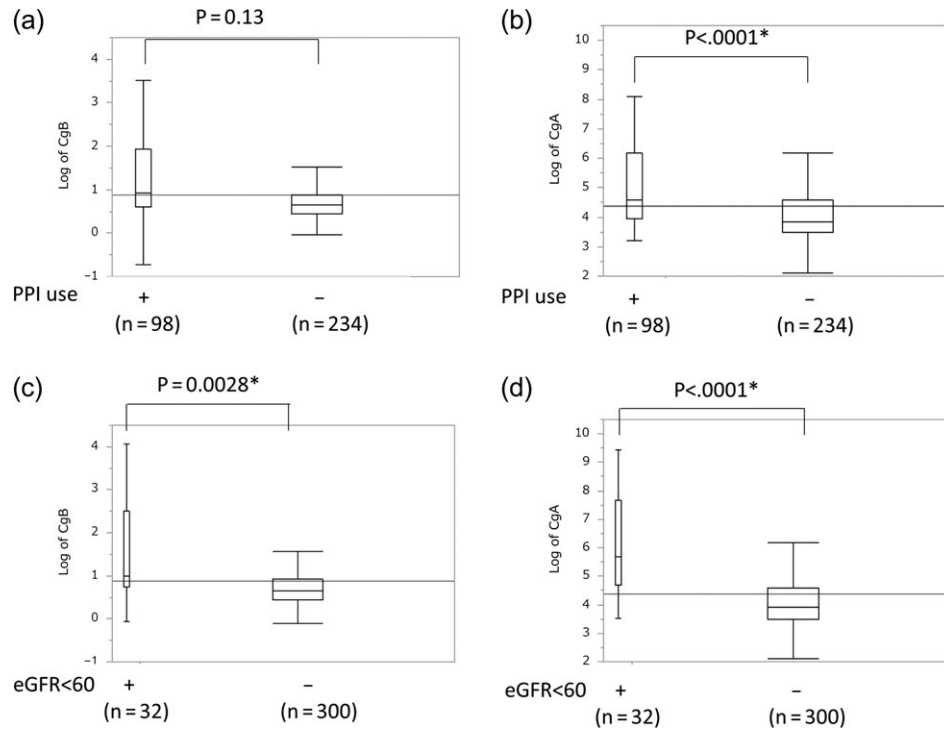 (a)
P = 0.13
Log of CgB
4
3
2
1
0
−1
PPI use
+
−
(n = 98)
(n = 234)
(b)
P<.0001*
Log of CgA
10
9
8
7
6
5
4
3
2
PPI use
+
−
(n = 98)
(n = 234)
(c)
P = 0.0028*
Log of CgB
4
3
2
1
0
−1
eGFR<60
+
−
(n = 32)
(n = 300)
(d)
P<.0001*
Log of CgA
10
9
8
7
6
5
4
3
2
eGFR<60
+
−
(n = 32)
(n = 300)